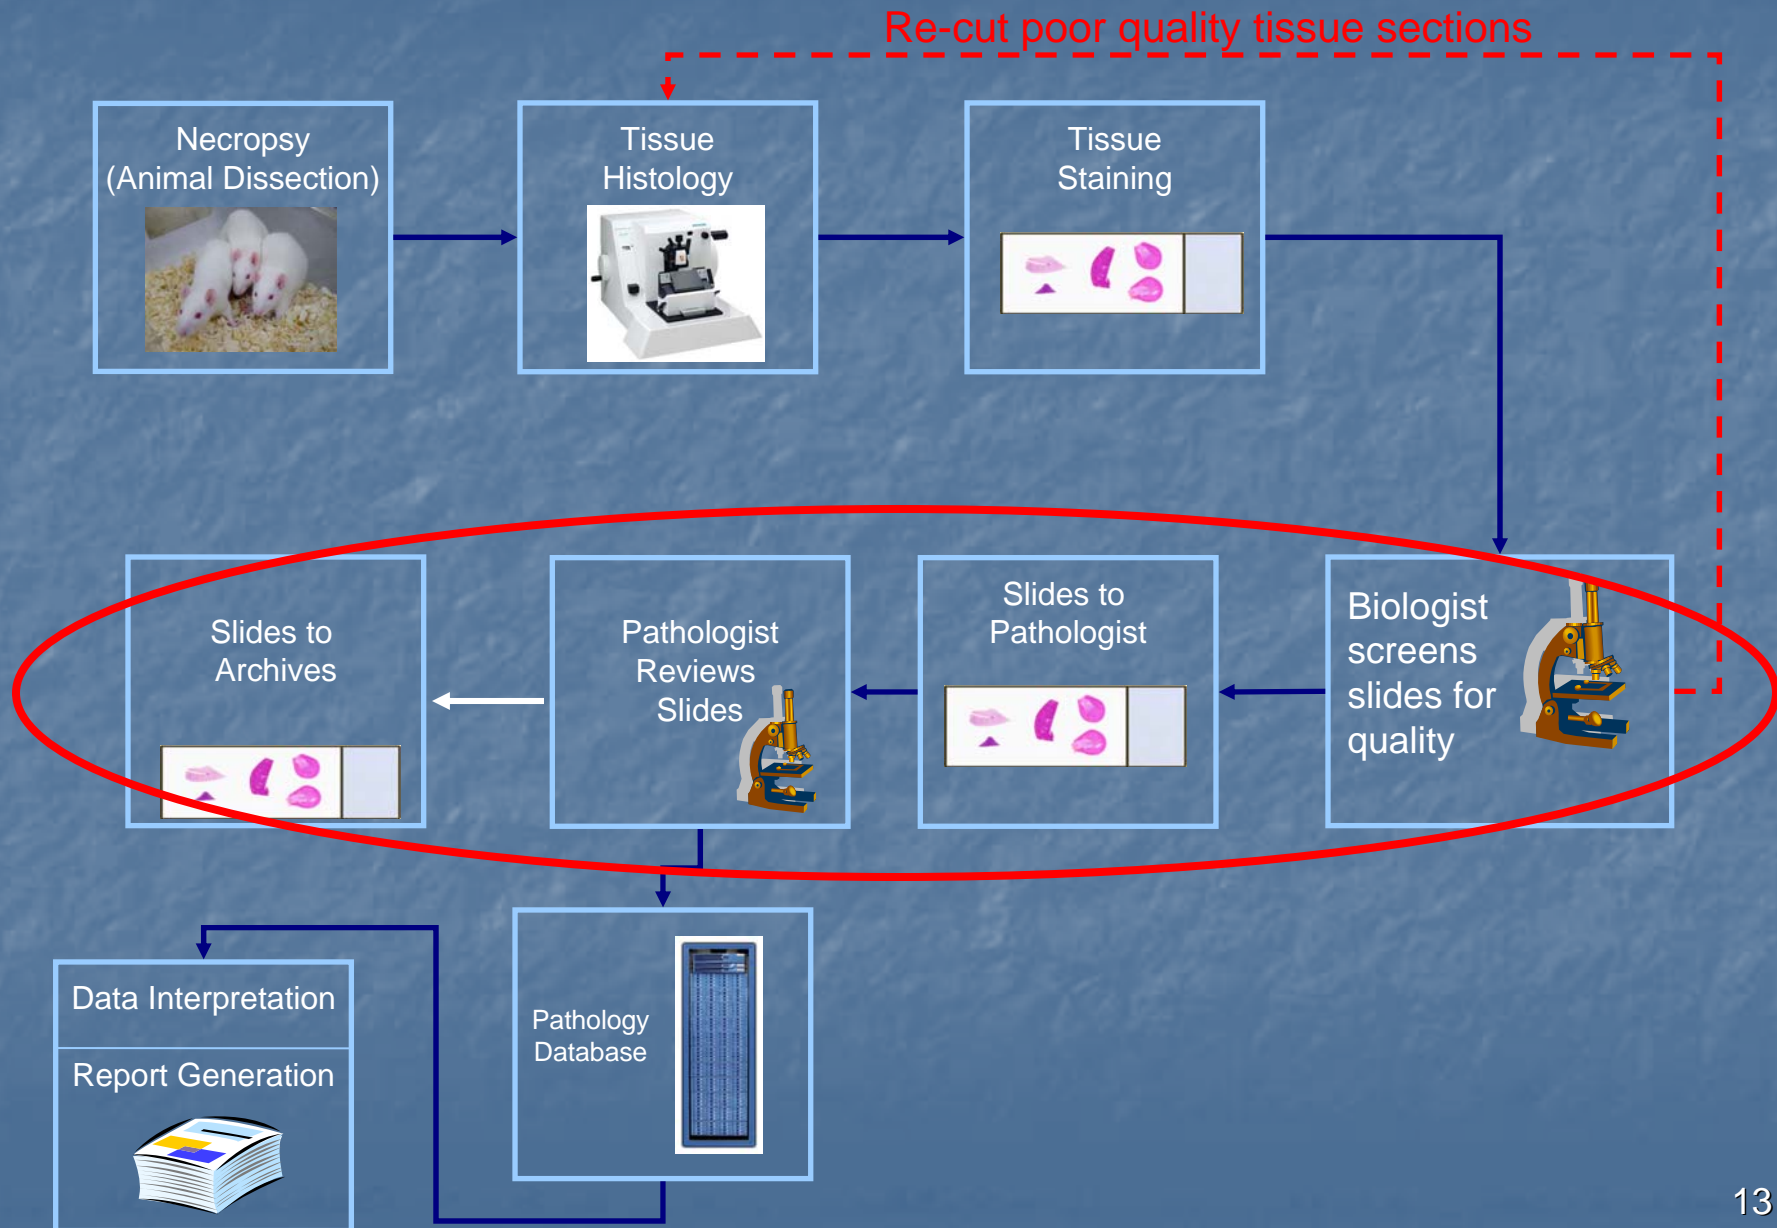 Re-cut poor quality tissue sections
Necropsy
(Animal Dissection)
Tissue
Histology
Tissue
Staining
Slides to
Archives
Pathologist
Reviews
Slides
Slides to
Pathologist
Biologist
screens
slides for
quality
Data Interpretation
Report Generation
Pathology
Database
13